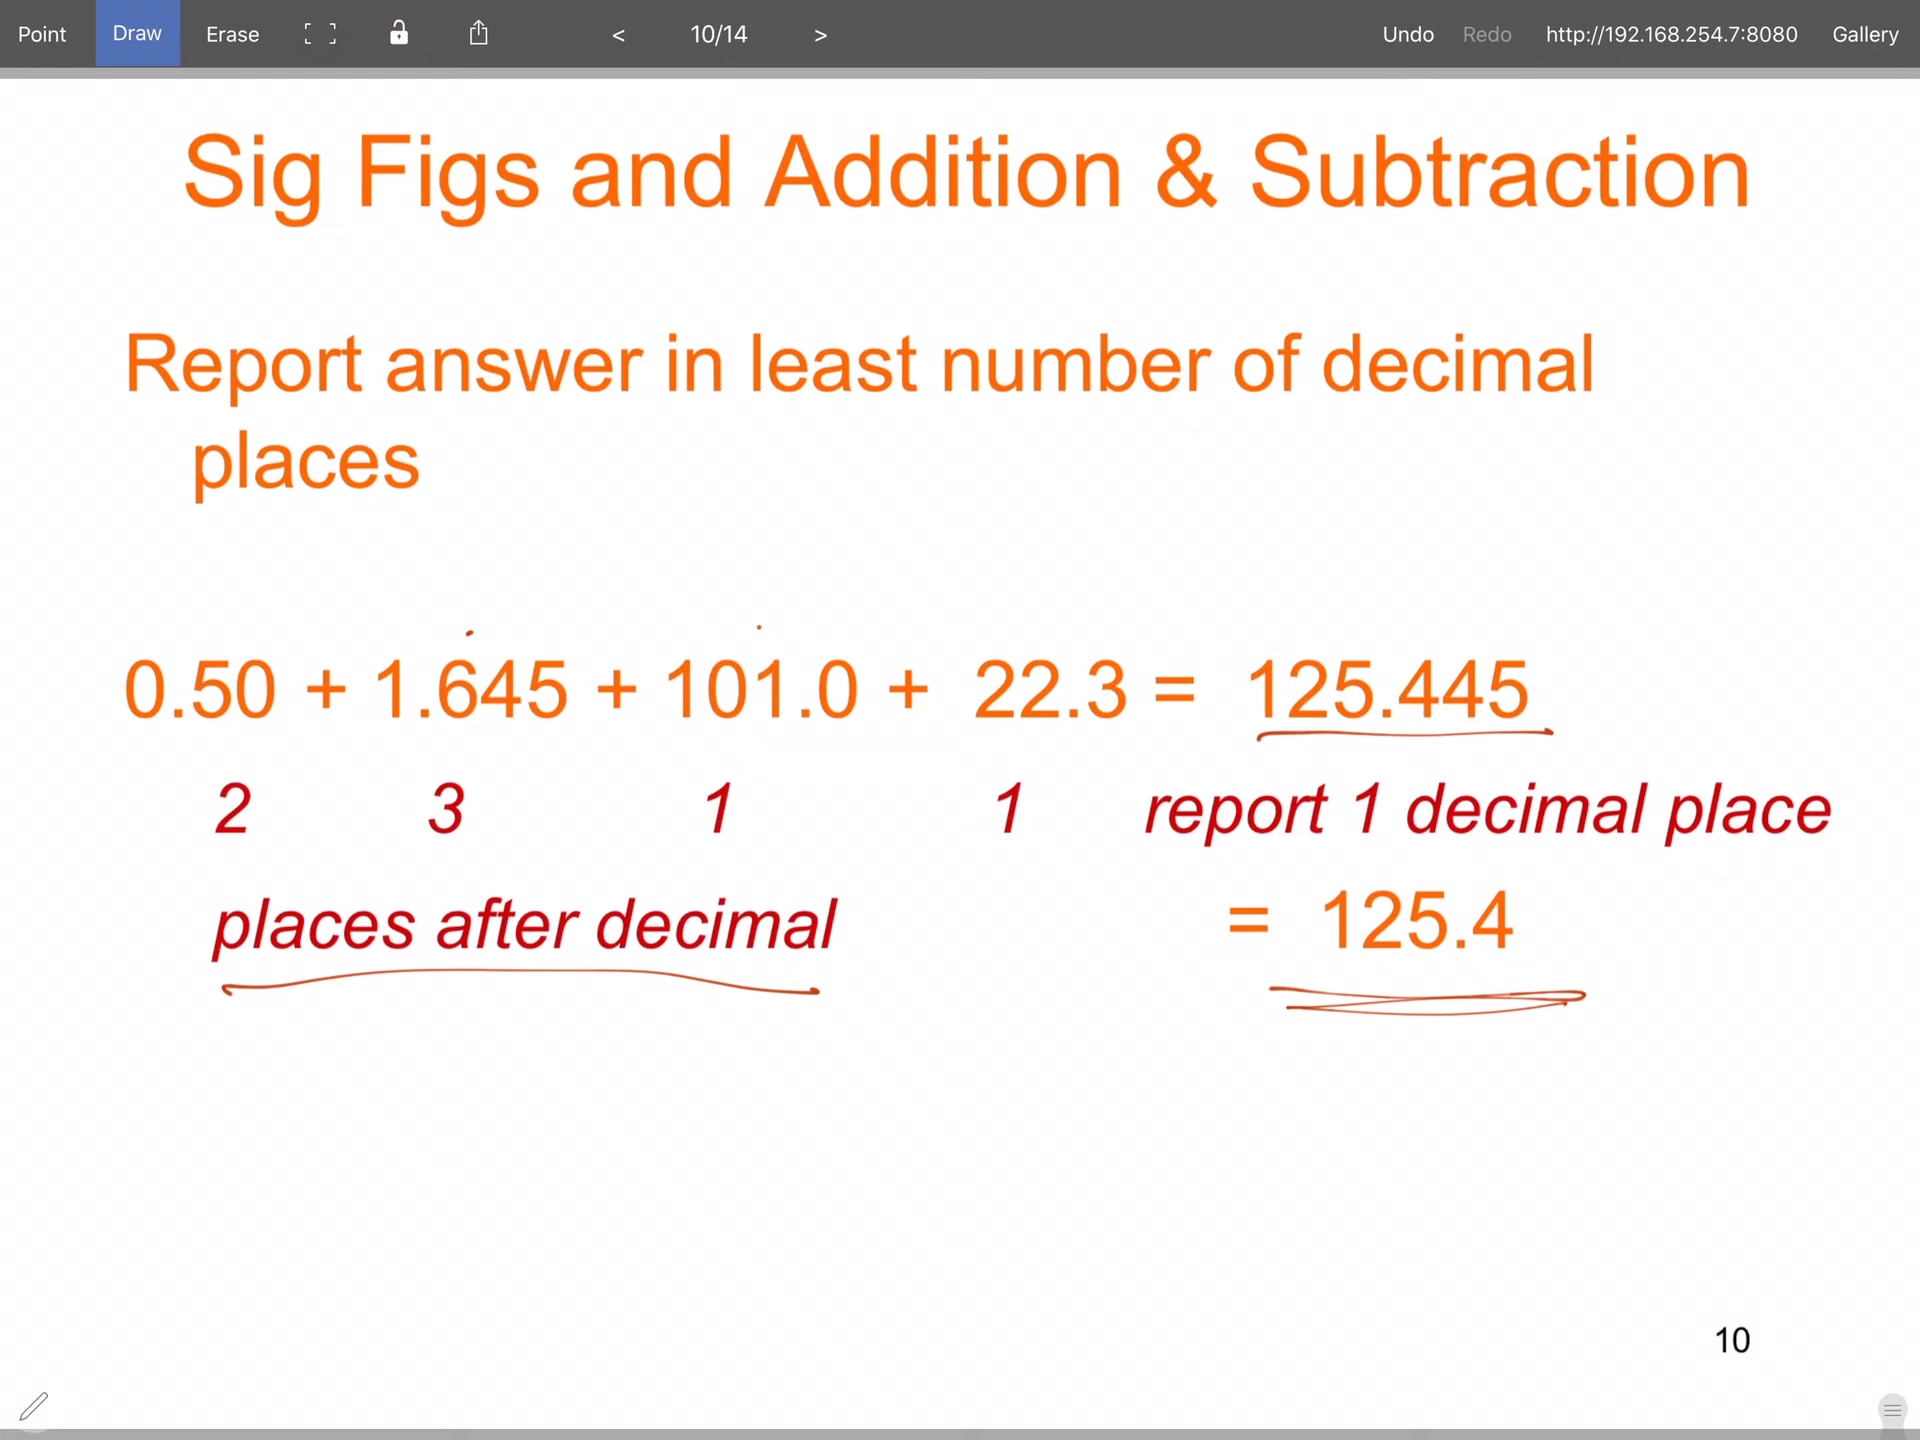 Point Draw Erase < 10/14 > Undo Redo http://192.168.254.7:8080 Gallery
Sig Figs and Addition & Subtraction
Report answer in least number of decimal
places
0.50 + 1.645 + 101.0 + 22.3 = 125.445
2 3 1 1 report 1 decimal place
places after decimal = 125.4
10